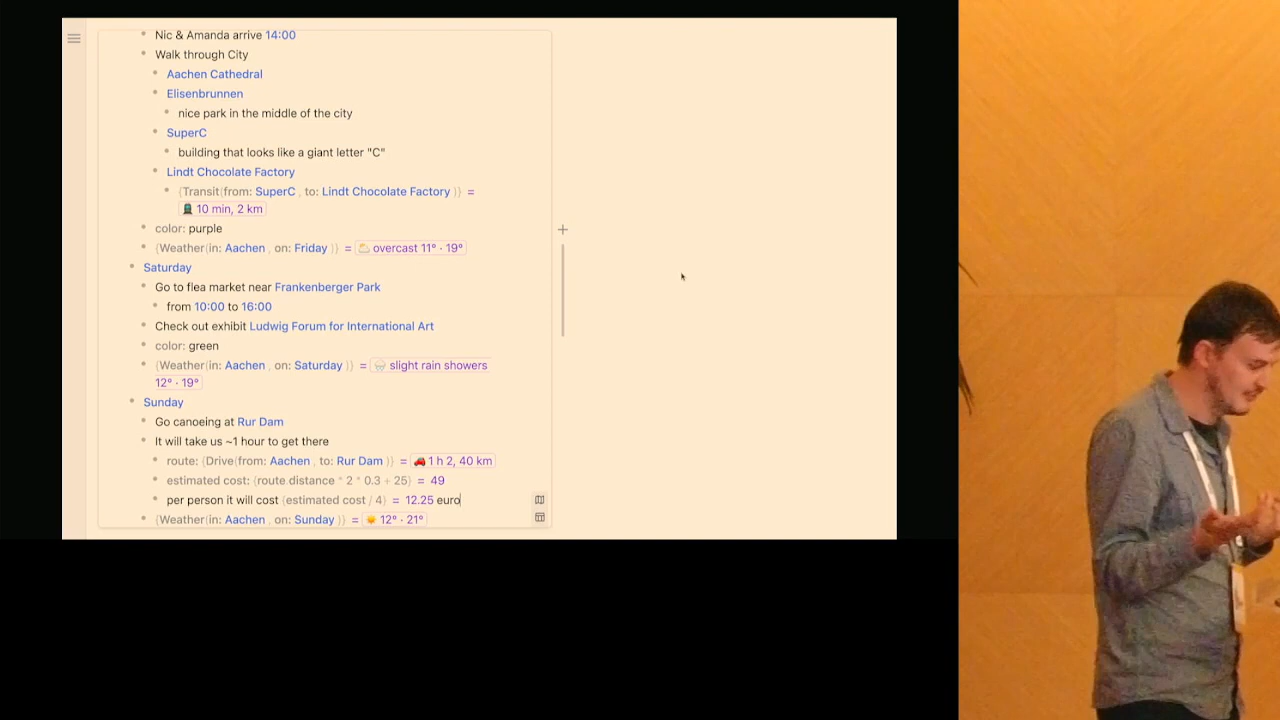 Nic & Amanda arrive 14:00
Walk through City
Aachen Cathedral
Elisenbrunnen
nice park in the middle of the city
SuperC
building that looks like a giant letter "C"
Lindt Chocolate Factory
{Transit(from: SuperC , to: Lindt Chocolate Factory )} =
10 min, 2 km
color: purple
{Weather(in: Aachen , on: Friday )} = overcast 11° · 19°
Saturday
Go to flea market near Frankenberger Park
from 10:00 to 16:00
Check out exhibit Ludwig Forum for International Art
color: green
{Weather(in: Aachen , on: Saturday )} = slight rain showers
12° · 19°
Sunday
Go canoeing at Rur Dam
It will take us ~1 hour to get there
route: {Drive(from: Aachen , to: Rur Dam )} = 1 h 2, 40 km
estimated cost: {route.distance * 2 * 0.3 + 25} = 49
per person it will cost {estimated cost / 4} = 12.25 euro
{Weather(in: Aachen , on: Sunday )} = 12° · 21°